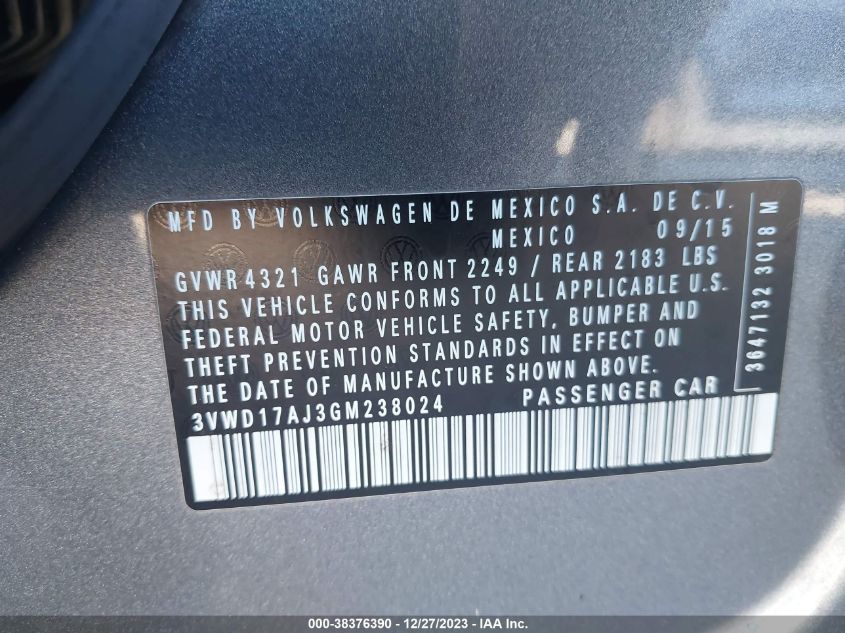 MFD BY VOLKSWAGEN DE MEXICO S.A. DE C.V.
MEXICO 09/15
GVWR 4321 GAWR FRONT 2249 / REAR 2183 LBS
THIS VEHICLE CONFORMS TO ALL APPLICABLE U.S.
FEDERAL MOTOR VEHICLE SAFETY, BUMPER AND
THEFT PREVENTION STANDARDS IN EFFECT ON
THE DATE OF MANUFACTURE SHOWN ABOVE.
3VWD17AJ3GM238024 PASSENGER CAR
3647132 3018 M
000-38376390 - 12/27/2023 - IAA Inc.